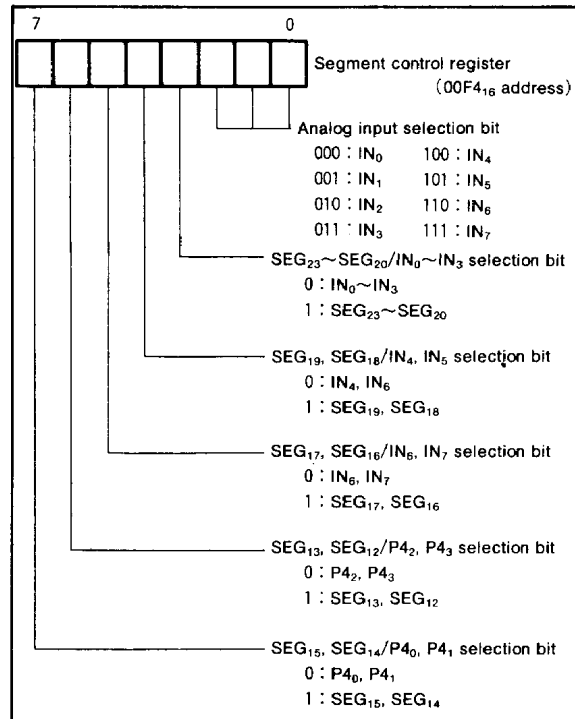 7 0
Segment control register
(00F4₁₆ address)
Analog input selection bit
000 : IN₀ 100 : IN₄
001 : IN₁ 101 : IN₅
010 : IN₂ 110 : IN₆
011 : IN₃ 111 : IN₇
SEG₂₃~SEG₂₀/IN₀~IN₃ selection bit
0 : IN₀~IN₃
1 : SEG₂₃~SEG₂₀
SEG₁₉, SEG₁₈/IN₄, IN₅ selection bit
0 : IN₄, IN₆
1 : SEG₁₉, SEG₁₈
SEG₁₇, SEG₁₆/IN₆, IN₇ selection bit
0 : IN₆, IN₇
1 : SEG₁₇, SEG₁₆
SEG₁₃, SEG₁₂/P4₂, P4₃ selection bit
0 : P4₂, P4₃
1 : SEG₁₃, SEG₁₂
SEG₁₅, SEG₁₄/P4₀, P4₁ selection bit
0 : P4₀, P4₁
1 : SEG₁₅, SEG₁₄